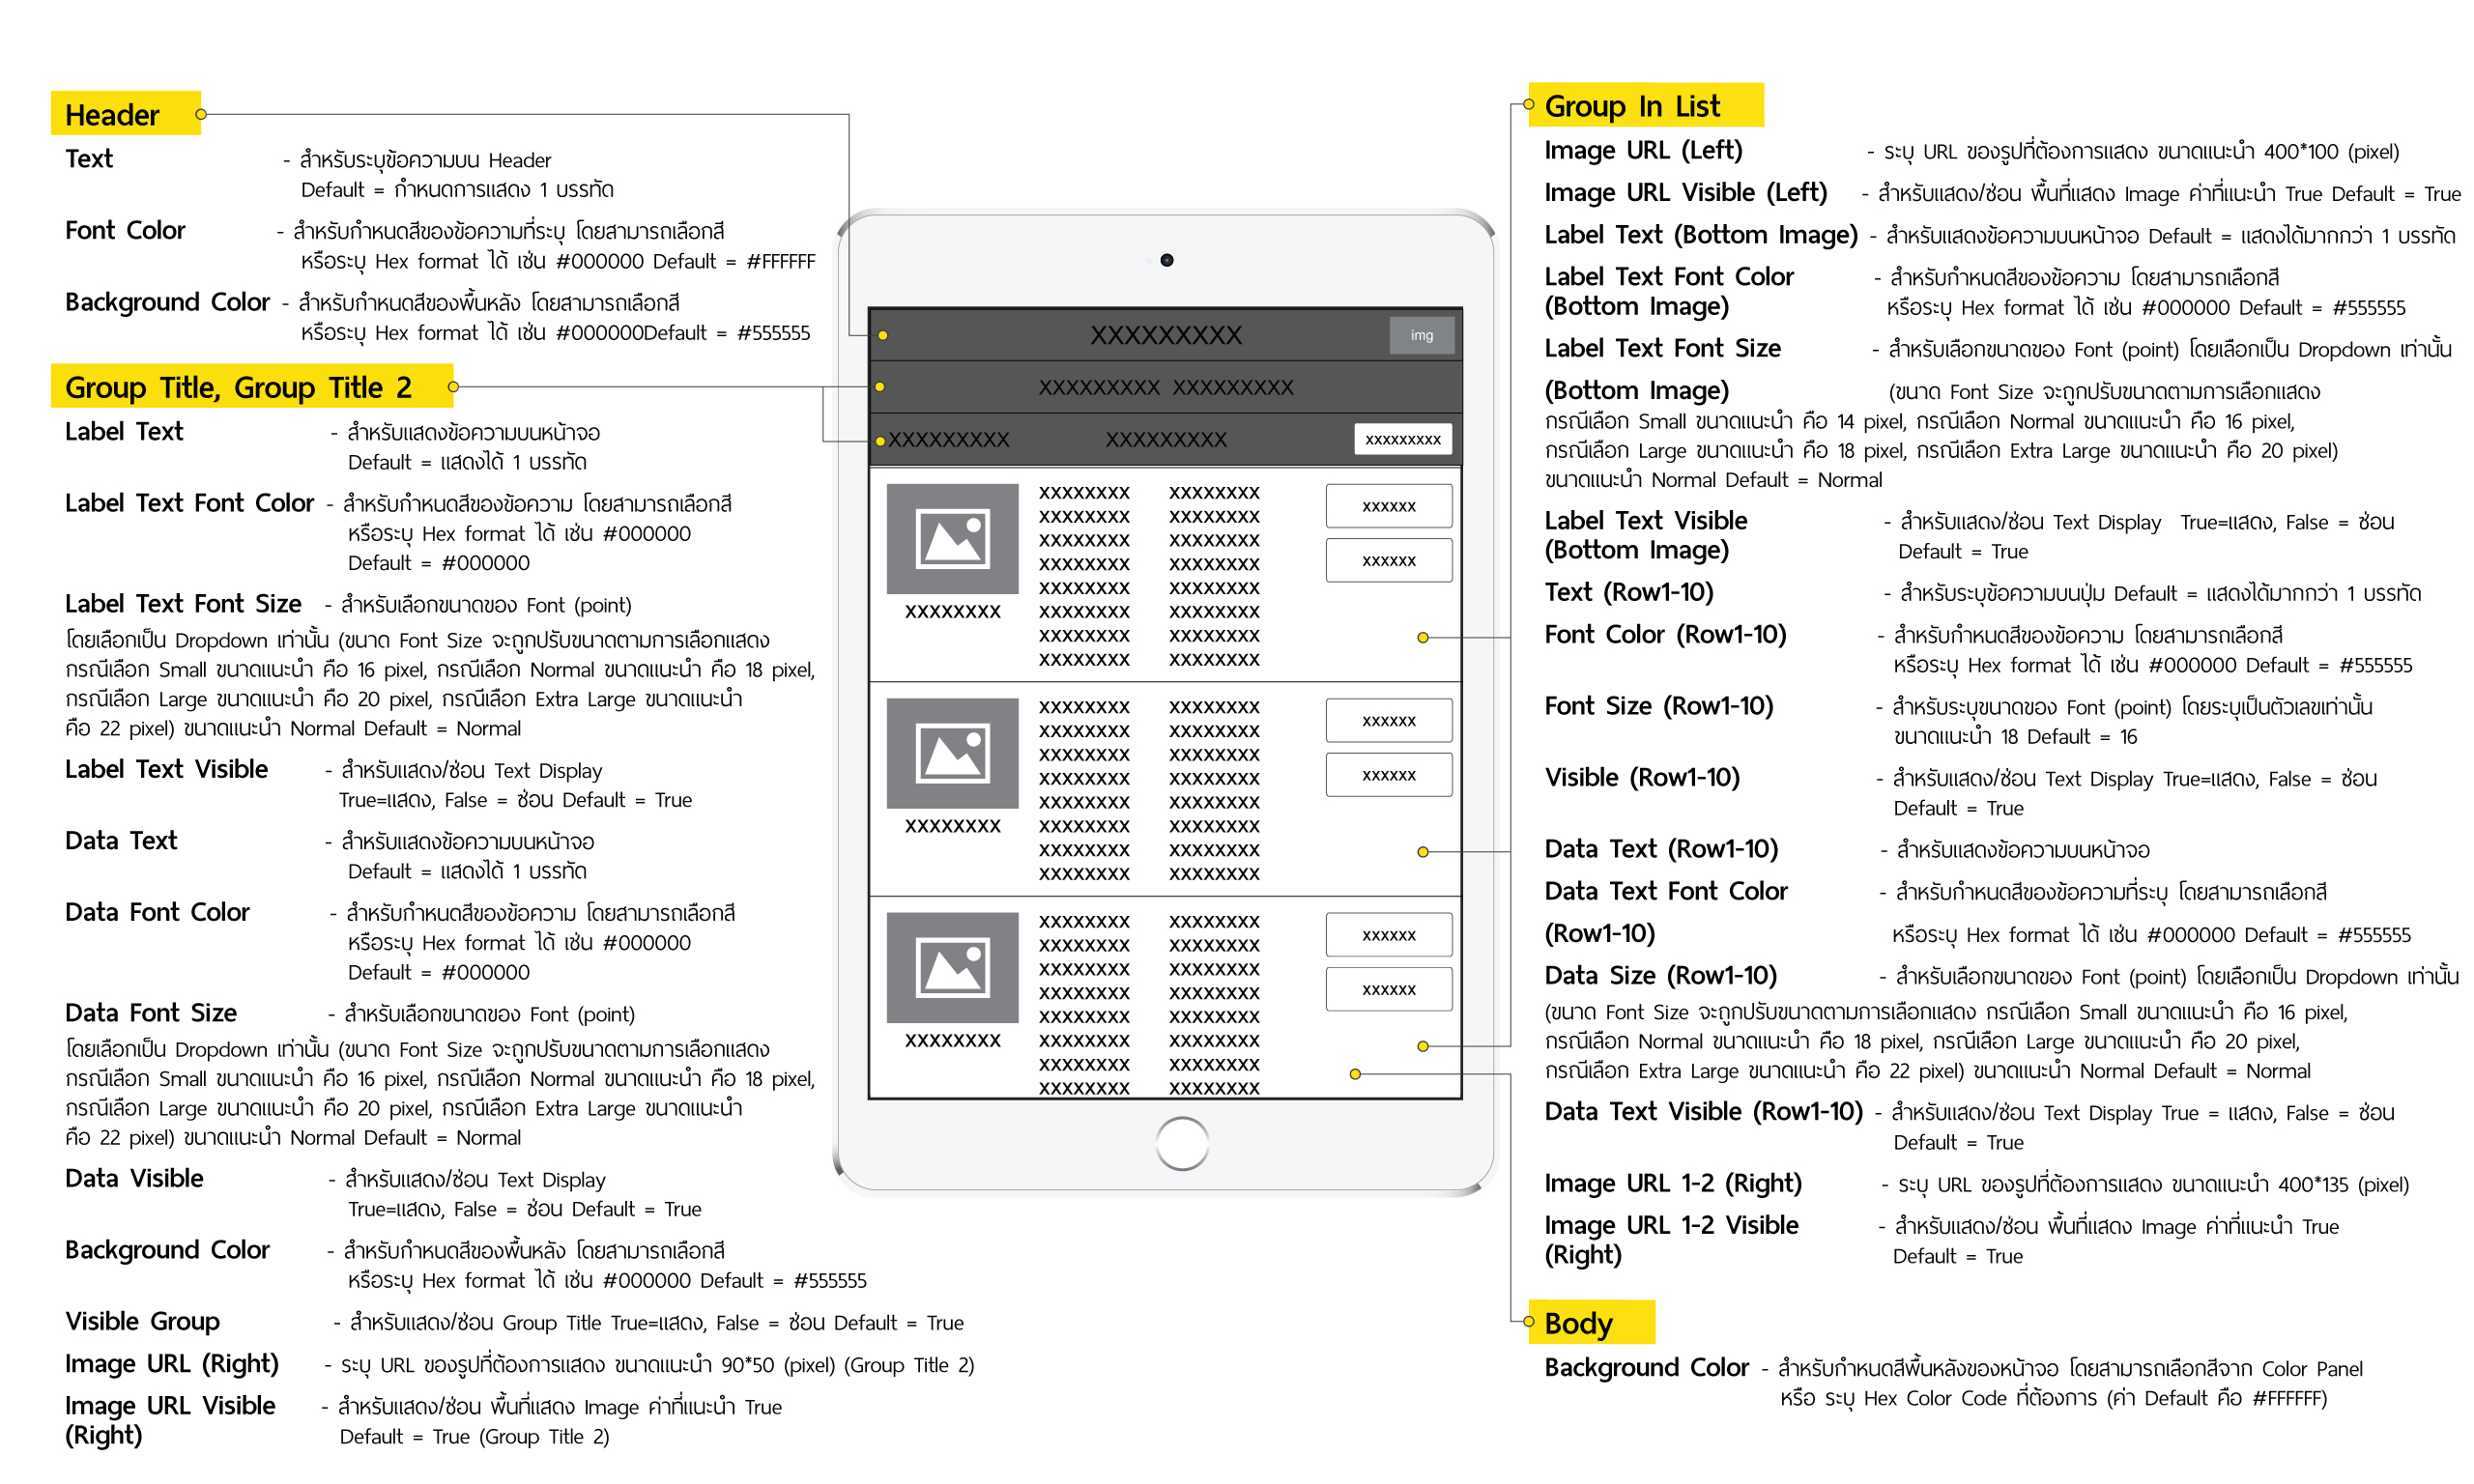 Header
Text - สำหรับระบุข้อความบน Header
Default = กำหนดการแสดง 1 บรรทัด
Font Color - สำหรับกำหนดสีของข้อความที่ระบุ โดยสามารถเลือกสี
หรือระบุ Hex format ได้ เช่น #000000 Default = #FFFFFF
Background Color - สำหรับกำหนดสีของพื้นหลัง โดยสามารถเลือกสี
หรือระบุ Hex format ได้ เช่น #000000Default = #555555
Group Title, Group Title 2
Label Text - สำหรับแสดงข้อความบนหน้าจอ
Default = แสดงได้ 1 บรรทัด
Label Text Font Color - สำหรับกำหนดสีของข้อความ โดยสามารถเลือกสี
หรือระบุ Hex format ได้ เช่น #000000
Default = #000000
Label Text Font Size - สำหรับเลือกขนาดของ Font (point)
โดยเลือกเป็น Dropdown เท่านั้น (ขนาด Font Size จะถูกปรับขนาดตามการเลือกแสดง
กรณีเลือก Small ขนาดแนะนำ คือ 16 pixel, กรณีเลือก Normal ขนาดแนะนำ คือ 18 pixel,
กรณีเลือก Large ขนาดแนะนำ คือ 20 pixel, กรณีเลือก Extra Large ขนาดแนะนำ
คือ 22 pixel) ขนาดแนะนำ Normal Default = Normal
Label Text Visible - สำหรับแสดง/ซ่อน Text Display
True=แสดง, False = ซ่อน Default = True
Data Text - สำหรับแสดงข้อความบนหน้าจอ
Default = แสดงได้ 1 บรรทัด
Data Font Color - สำหรับกำหนดสีของข้อความ โดยสามารถเลือกสี
หรือระบุ Hex format ได้ เช่น #000000
Default = #000000
Data Font Size - สำหรับเลือกขนาดของ Font (point)
โดยเลือกเป็น Dropdown เท่านั้น (ขนาด Font Size จะถูกปรับขนาดตามการเลือกแสดง
กรณีเลือก Small ขนาดแนะนำ คือ 16 pixel, กรณีเลือก Normal ขนาดแนะนำ คือ 18 pixel,
กรณีเลือก Large ขนาดแนะนำ คือ 20 pixel, กรณีเลือก Extra Large ขนาดแนะนำ
คือ 22 pixel) ขนาดแนะนำ Normal Default = Normal
Data Visible - สำหรับแสดง/ซ่อน Text Display
True=แสดง, False = ซ่อน Default = True
Background Color - สำหรับกำหนดสีของพื้นหลัง โดยสามารถเลือกสี
หรือระบุ Hex format ได้ เช่น #000000 Default = #555555
Visible Group - สำหรับแสดง/ซ่อน Group Title True=แสดง, False = ซ่อน Default = True
Image URL (Right) - ระบุ URL ของรูปที่ต้องการแสดง ขนาดแนะนำ 90*50 (pixel) (Group Title 2)
Image URL Visible - สำหรับแสดง/ซ่อน พื้นที่แสดง Image ค่าที่แนะนำ True
(Right) Default = True (Group Title 2)
XXXXXXXXX img
XXXXXXXXX XXXXXXXXX
XXXXXXXXX XXXXXXXXX XXXXXXXXX
XXXXXXXX XXXXXXXX
XXXXXXXX XXXXXXXX XXXXXX
XXXXXXXX XXXXXXXX
XXXXXXXX XXXXXXXX XXXXXX
XXXXXXXX XXXXXXXX
XXXXXXXX XXXXXXXX XXXXXXXX
XXXXXXXX XXXXXXXX
XXXXXXXX XXXXXXXX
XXXXXXXX XXXXXXXX
XXXXXXXX XXXXXXXX XXXXXX
XXXXXXXX XXXXXXXX
XXXXXXXX XXXXXXXX XXXXXX
XXXXXXXX XXXXXXXX
XXXXXXXX XXXXXXXX XXXXXXXX
XXXXXXXX XXXXXXXX
XXXXXXXX XXXXXXXX
XXXXXXXX XXXXXXXX
XXXXXXXX XXXXXXXX XXXXXX
XXXXXXXX XXXXXXXX
XXXXXXXX XXXXXXXX XXXXXX
XXXXXXXX XXXXXXXX
XXXXXXXX XXXXXXXX XXXXXXXX
XXXXXXXX XXXXXXXX
XXXXXXXX XXXXXXXX
Group In List
Image URL (Left) - ระบุ URL ของรูปที่ต้องการแสดง ขนาดแนะนำ 400*100 (pixel)
Image URL Visible (Left) - สำหรับแสดง/ซ่อน พื้นที่แสดง Image ค่าที่แนะนำ True Default = True
Label Text (Bottom Image) - สำหรับแสดงข้อความบนหน้าจอ Default = แสดงได้มากกว่า 1 บรรทัด
Label Text Font Color - สำหรับกำหนดสีของข้อความ โดยสามารถเลือกสี
(Bottom Image) หรือระบุ Hex format ได้ เช่น #000000 Default = #555555
Label Text Font Size - สำหรับเลือกขนาดของ Font (point) โดยเลือกเป็น Dropdown เท่านั้น
(Bottom Image) (ขนาด Font Size จะถูกปรับขนาดตามการเลือกแสดง
กรณีเลือก Small ขนาดแนะนำ คือ 14 pixel, กรณีเลือก Normal ขนาดแนะนำ คือ 16 pixel,
กรณีเลือก Large ขนาดแนะนำ คือ 18 pixel, กรณีเลือก Extra Large ขนาดแนะนำ คือ 20 pixel)
ขนาดแนะนำ Normal Default = Normal
Label Text Visible - สำหรับแสดง/ซ่อน Text Display True=แสดง, False = ซ่อน
(Bottom Image) Default = True
Text (Row1-10) - สำหรับระบุข้อความบนปุ่ม Default = แสดงได้มากกว่า 1 บรรทัด
Font Color (Row1-10) - สำหรับกำหนดสีของข้อความ โดยสามารถเลือกสี
หรือระบุ Hex format ได้ เช่น #000000 Default = #555555
Font Size (Row1-10) - สำหรับระบุขนาดของ Font (point) โดยระบุเป็นตัวเลขเท่านั้น
ขนาดแนะนำ 18 Default = 16
Visible (Row1-10) - สำหรับแสดง/ซ่อน Text Display True=แสดง, False = ซ่อน
Default = True
Data Text (Row1-10) - สำหรับแสดงข้อความบนหน้าจอ
Data Text Font Color - สำหรับกำหนดสีของข้อความที่ระบุ โดยสามารถเลือกสี
(Row1-10) หรือระบุ Hex format ได้ เช่น #000000 Default = #555555
Data Size (Row1-10) - สำหรับเลือกขนาดของ Font (point) โดยเลือกเป็น Dropdown เท่านั้น
(ขนาด Font Size จะถูกปรับขนาดตามการเลือกแสดง กรณีเลือก Small ขนาดแนะนำ คือ 16 pixel,
กรณีเลือก Normal ขนาดแนะนำ คือ 18 pixel, กรณีเลือก Large ขนาดแนะนำ คือ 20 pixel,
กรณีเลือก Extra Large ขนาดแนะนำ คือ 22 pixel) ขนาดแนะนำ Normal Default = Normal
Data Text Visible (Row1-10) - สำหรับแสดง/ซ่อน Text Display True = แสดง, False = ซ่อน
Default = True
Image URL 1-2 (Right) - ระบุ URL ของรูปที่ต้องการแสดง ขนาดแนะนำ 400*135 (pixel)
Image URL 1-2 Visible - สำหรับแสดง/ซ่อน พื้นที่แสดง Image ค่าที่แนะนำ True
(Right) Default = True
Body
Background Color - สำหรับกำหนดสีพื้นหลังของหน้าจอ โดยสามารถเลือกสีจาก Color Panel
หรือ ระบุ Hex Color Code ที่ต้องการ (ค่า Default คือ #FFFFFF)